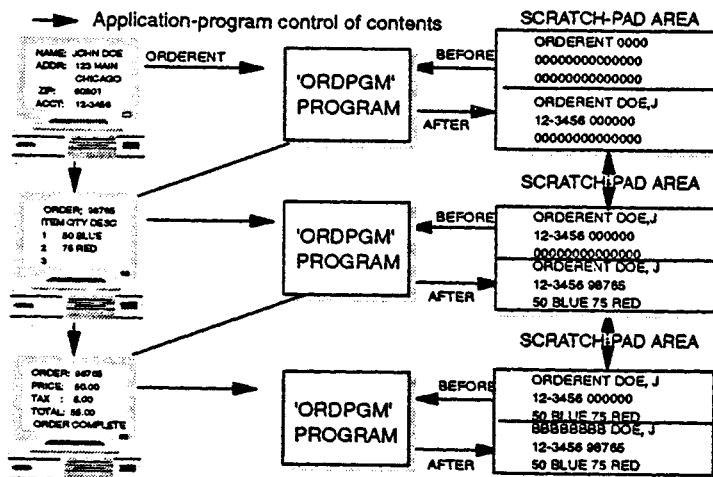 Application-program control of contents
SCRATCH-PAD AREA
NAME: JOHN DOE
ADDR: 123 MAIN
CHICAGO
ZIP: 60601
ACCT: 12-3456
ORDERENT
'ORDPGM'
PROGRAM
BEFORE
AFTER
ORDERENT 0000
00000000000000
00000000000000
ORDERENT DOE,J
12-3456 000000
00000000000000
SCRATCH-PAD AREA
ORDER: 98765
ITEM QTY DESC
1 50 BLUE
2 75 RED
3
'ORDPGM'
PROGRAM
BEFORE
AFTER
ORDERENT DOE,J
12-3456 000000
00000000000000
ORDERENT DOE, J
12-3456 98765
50 BLUE 75 RED
SCRATCH-PAD AREA
ORDER: 98765
PRICE: 50.00
TAX : 5.00
TOTAL: 55.00
ORDER COMPLETE
'ORDPGM'
PROGRAM
BEFORE
AFTER
ORDERENT DOE, J
12-3456 000000
50 BLUE 75 RED
BBBBBBBB DOE, J
12-3456 98765
50 BLUE 75 RED